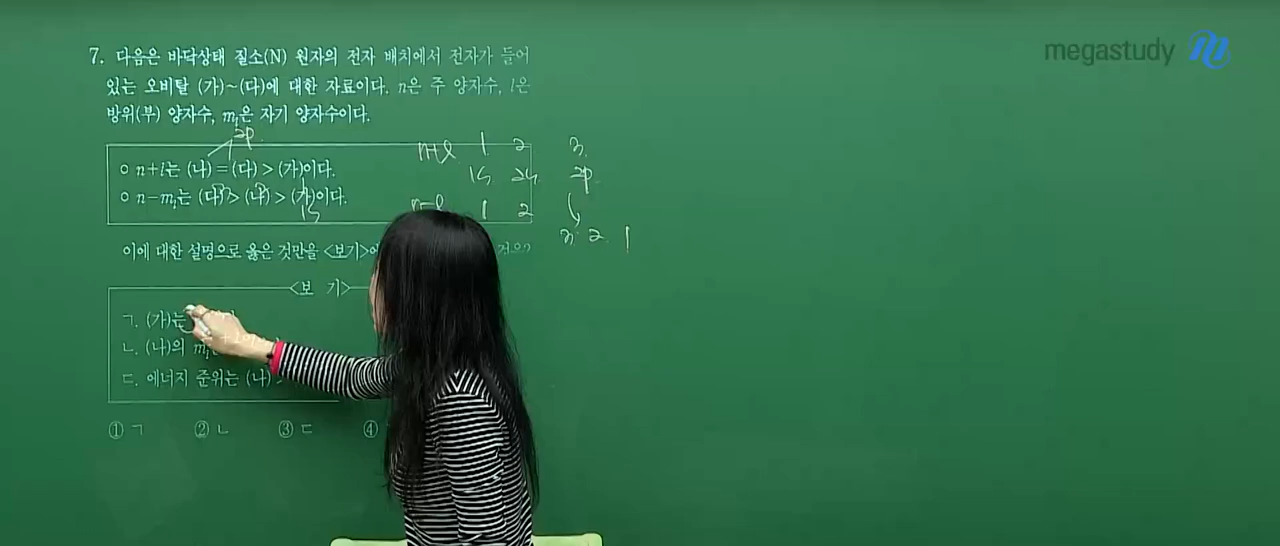 megastudy
7. 다음은 바닥상태 질소(N) 원자의 전자 배치에서 전자가 들어
있는 오비탈 (가)~(다)에 대한 자료이다. n은 주 양자수, l은
방위(부) 양자수, mₗ은 자기 양자수이다.
2p
n+l 1 2 3
○ n+l는 (나)=(다)>(가)이다.
1s 2s 2p
○ n-mₗ는 (다)>(나)>(가)이다.
1s
1 2
3 2 1
이에 대한 설명으로 옳은 것만을 <보기>에
<보 기>
ㄱ. (가)는
ㄴ. (나)의 mₗ
ㄷ. 에너지 준위는 (나)
① ㄱ ② ㄴ ③ ㄷ ④